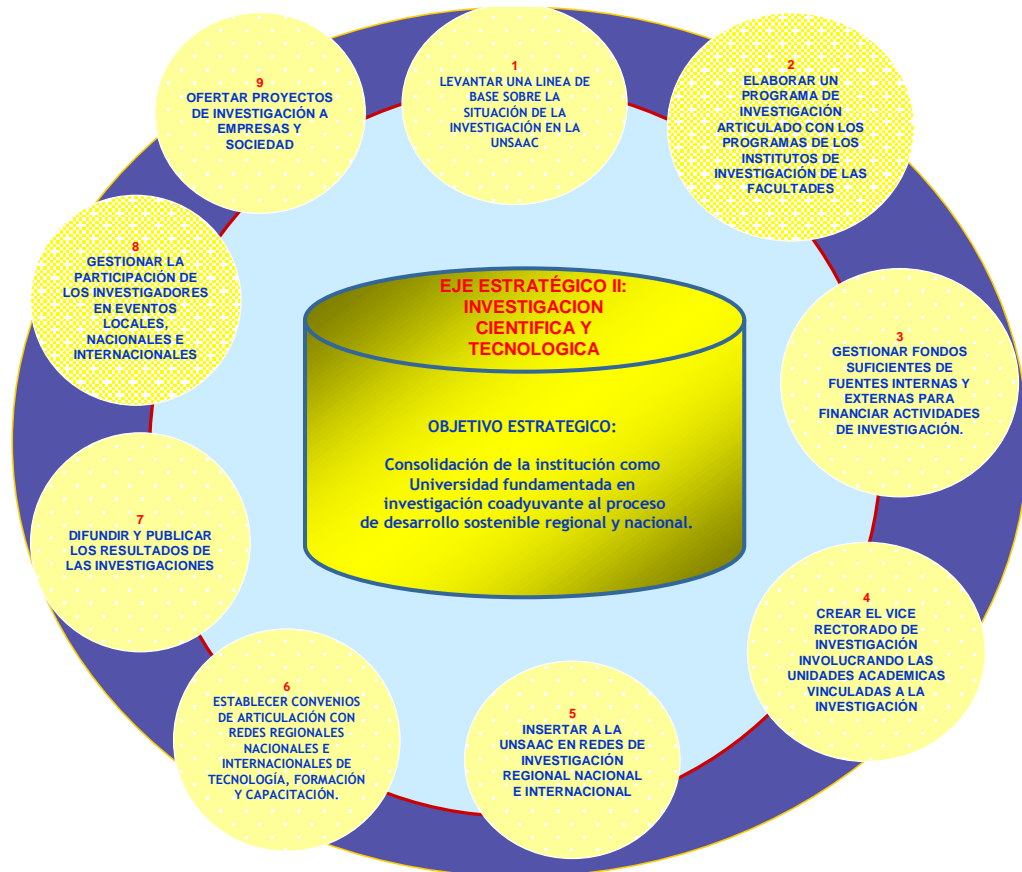 1
LEVANTAR UNA LINEA DE
BASE SOBRE LA
SITUACIÓN DE LA
INVESTIGACIÓN EN LA
UNSAAC
2
ELABORAR UN
PROGRAMA DE
INVESTIGACIÓN
ARTICULADO CON LOS
PROGRAMAS DE LOS
INSTITUTOS DE
INVESTIGACIÓN DE LAS
FACULTADES
3
GESTIONAR FONDOS
SUFICIENTES DE
FUENTES INTERNAS Y
EXTERNAS PARA
FINANCIAR ACTIVIDADES
DE INVESTIGACIÓN.
4
CREAR EL VICE
RECTORADO DE
INVESTIGACIÓN
INVOLUCRANDO LAS
UNIDADES ACADEMICAS
VINCULADAS A LA
INVESTIGACIÓN
5
INSERTAR A LA
UNSAAC EN REDES DE
INVESTIGACIÓN
REGIONAL NACIONAL
E INTERNACIONAL
6
ESTABLECER CONVENIOS
DE ARTICULACIÓN CON
REDES REGIONALES
NACIONALES E
INTERNACIONALES DE
TECNOLOGÍA, FORMACIÓN
Y CAPACITACIÓN.
7
DIFUNDIR Y PUBLICAR
LOS RESULTADOS DE
LAS INVESTIGACIONES
8
GESTIONAR LA
PARTICIPACIÓN DE
LOS INVESTIGADORES
EN EVENTOS
LOCALES,
NACIONALES E
INTERNACIONALES
9
OFERTAR PROYECTOS
DE INVESTIGACIÓN A
EMPRESAS Y
SOCIEDAD
EJE ESTRATÉGICO II:
INVESTIGACION
CIENTIFICA Y
TECNOLOGICA
OBJETIVO ESTRATEGICO:
Consolidación de la institución como
Universidad fundamentada en
investigación coadyuvante al proceso
de desarrollo sostenible regional y nacional.